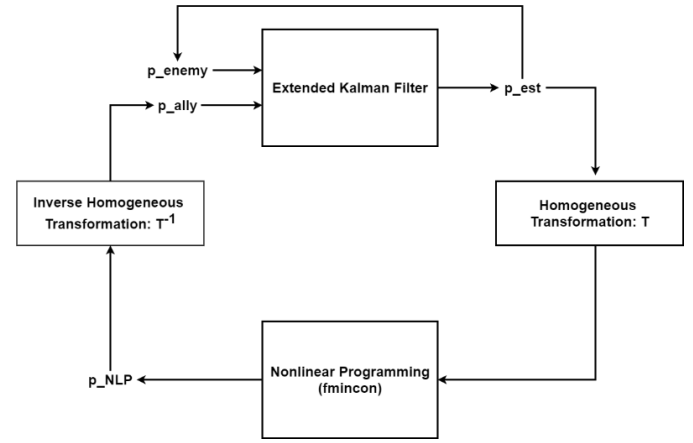 p_enemy
Extended Kalman Filter
p_est
p_ally
Inverse Homogeneous
Transformation: T⁻¹
Homogeneous
Transformation: T
Nonlinear Programming
(fmincon)
p_NLP